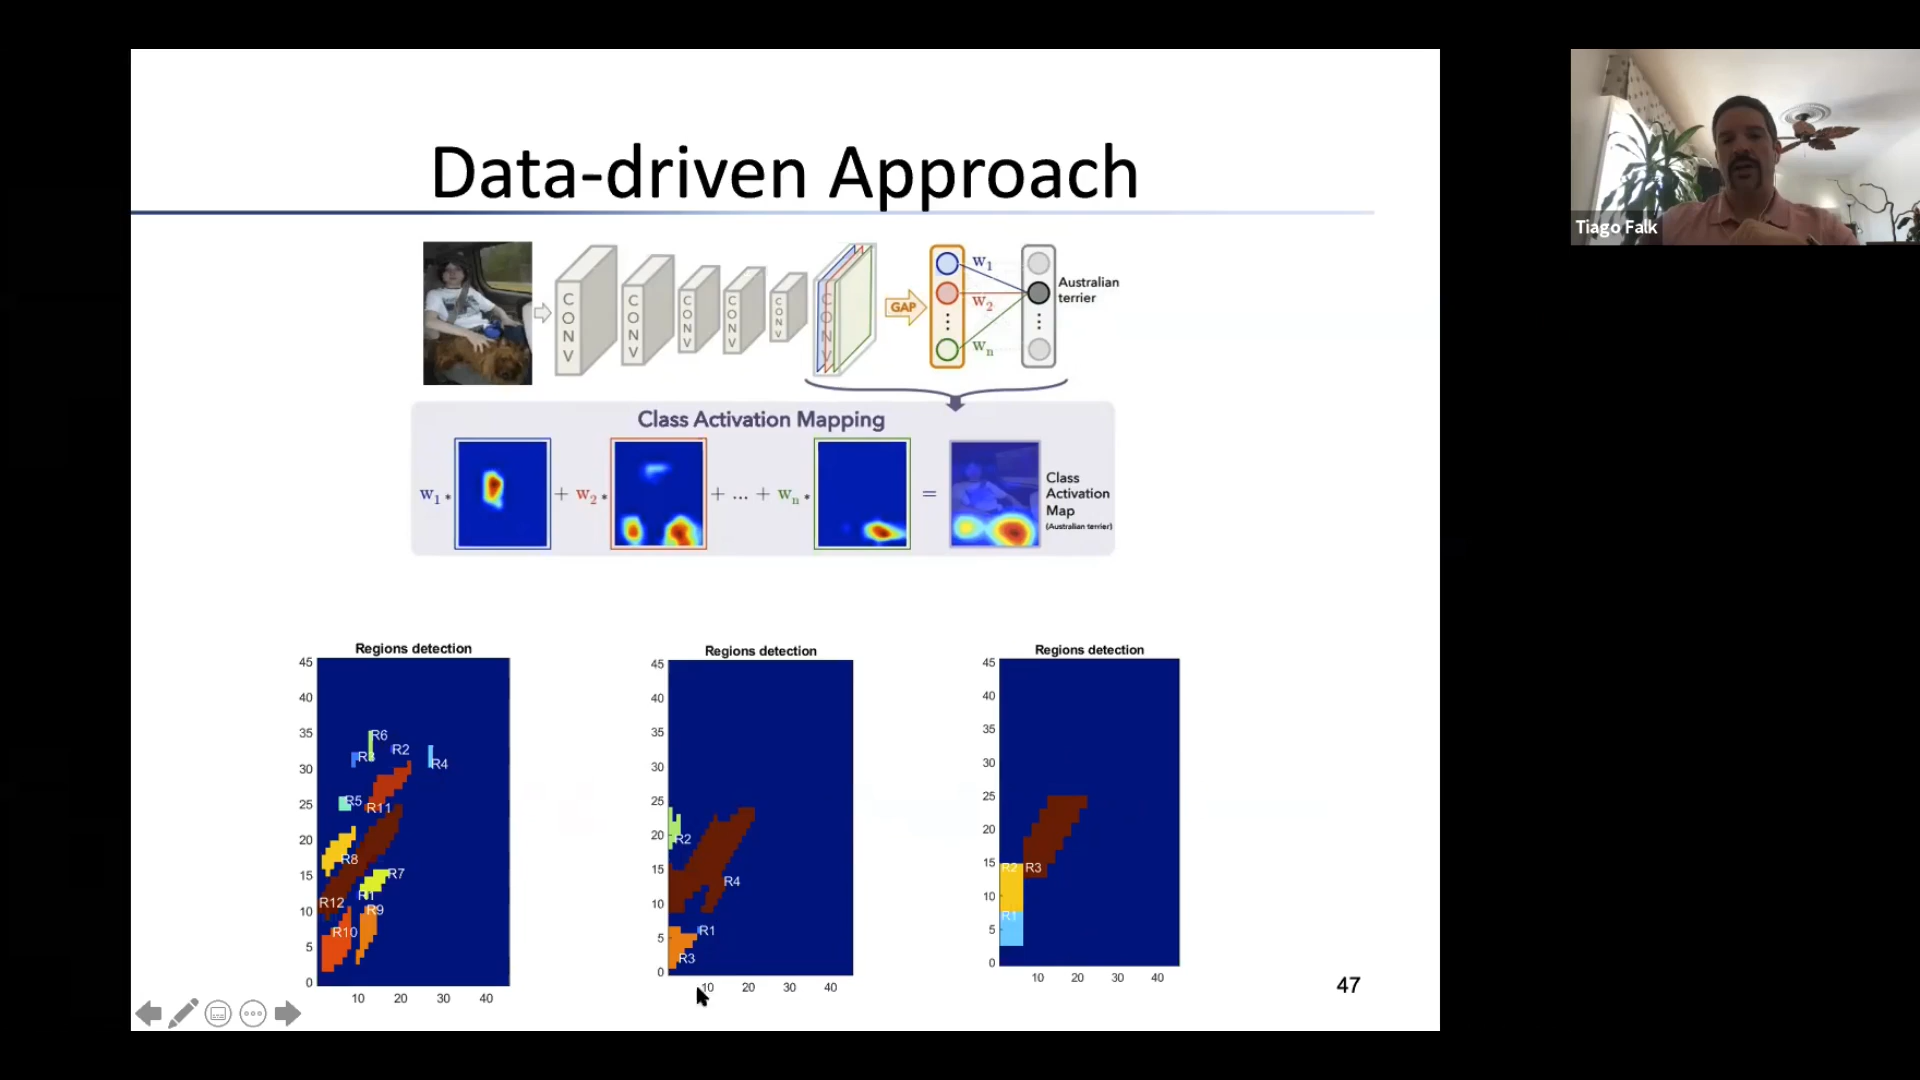 Data-driven Approach
Tiago Falk
CONV
CONV
CONV
CONV
CONV
CONV
GAP
w1
w2
wn
Australian
terrier
Class Activation Mapping
w1 * + w2 * + ... + wn * =
Class
Activation
Map
(Australian terrier)
Regions detection
45
40
35
30
25
20
15
10
5
0
10 20 30 40
R6
R2
R4
R5
R11
R8
R7
R12
R9
R10
Regions detection
45
40
35
30
25
20
15
10
5
0
10 20 30 40
R2
R4
R1
R3
Regions detection
45
40
35
30
25
20
15
10
5
0
10 20 30 40
R2 R3
R1
47